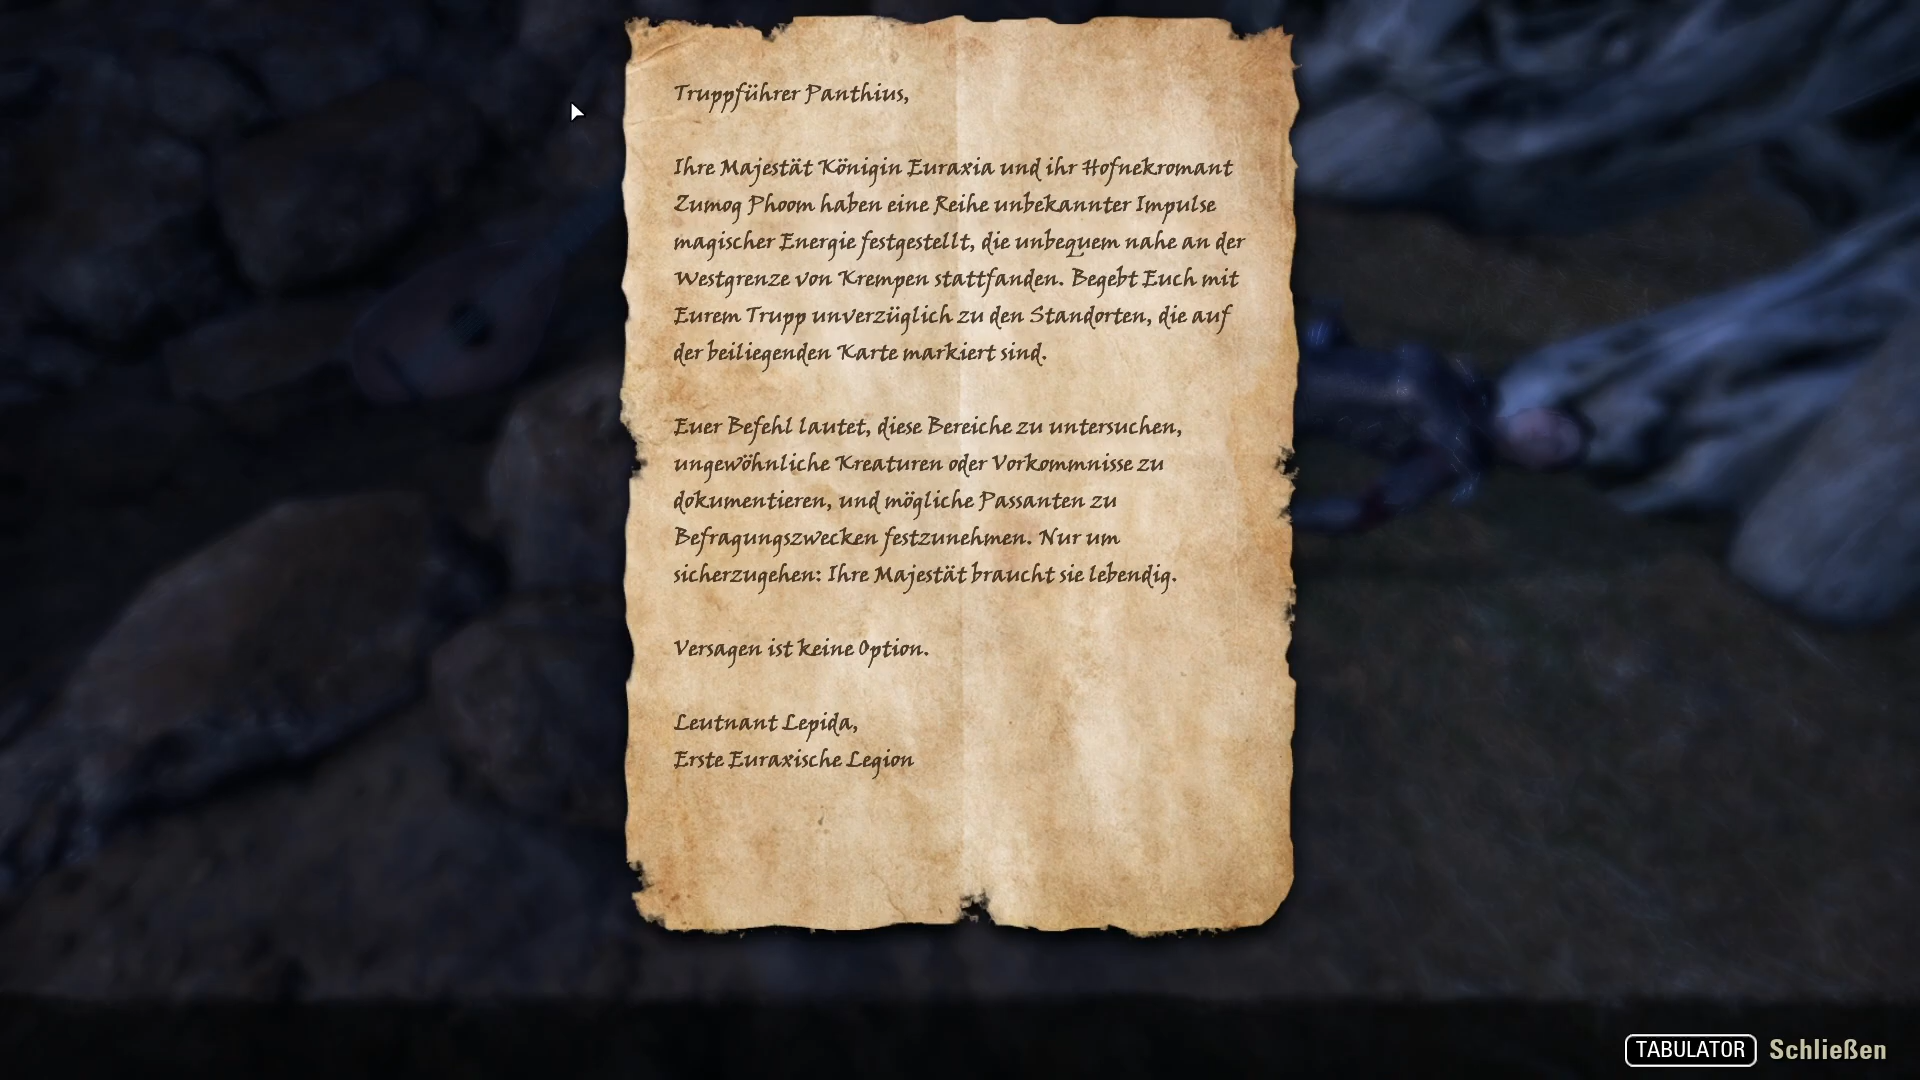 Truppführer Panthius,
Ihre Majestät Königin Euraxia und ihr Hofnekromant
Zumog Phoom haben eine Reihe unbekannter Impulse
magischer Energie festgestellt, die unbequem nahe an der
Westgrenze von Krempen stattfanden. Begebt Euch mit
Eurem Trupp unverzüglich zu den Standorten, die auf
der beiliegenden Karte markiert sind.
Euer Befehl lautet, diese Bereiche zu untersuchen,
ungewöhnliche Kreaturen oder Vorkommnisse zu
dokumentieren, und mögliche Passanten zu
Befragungszwecken festzunehmen. Nur um
sicherzugehen: Ihre Majestät braucht sie lebendig.
Versagen ist keine Option.
Leutnant Lepida,
Erste Euraxische Legion
TABULATOR Schließen